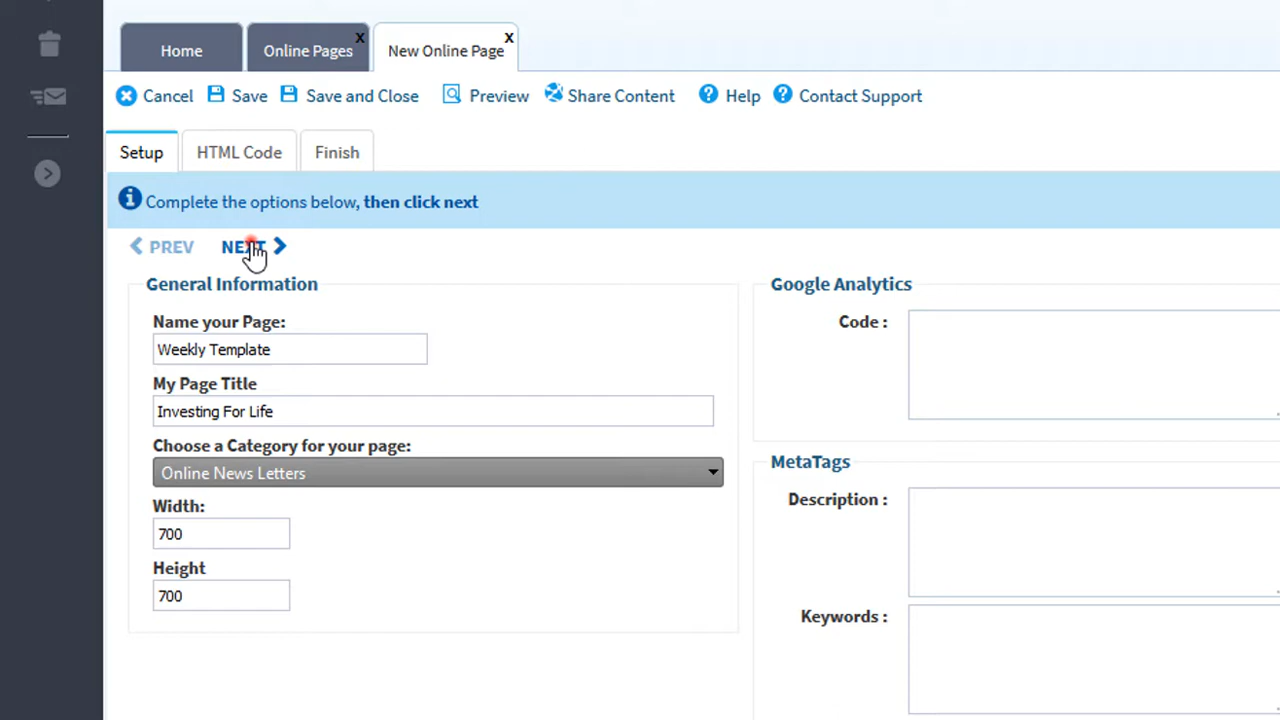 Home
Online Pages x
New Online Page x
Cancel Save Save and Close Preview Share Content Help Contact Support
Setup HTML Code Finish
Complete the options below, then click next
PREV NEXT
General Information
Name your Page:
Weekly Template
My Page Title
Investing For Life
Choose a Category for your page:
Online News Letters
Width:
700
Height
700
Google Analytics
Code :
MetaTags
Description :
Keywords :